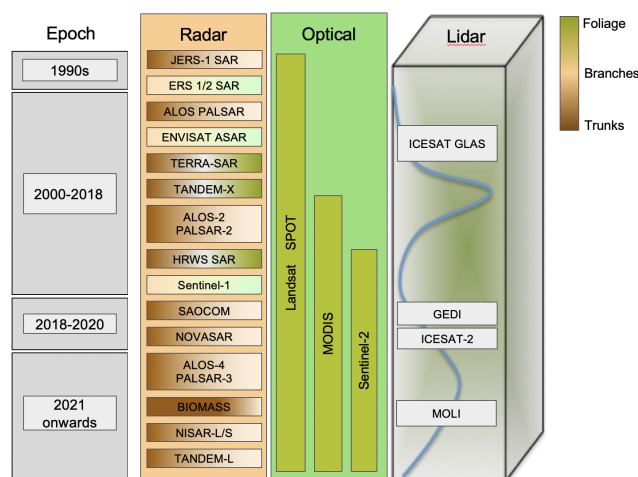 Epoch
Radar
Optical
Lidar
Foliage
Branches
Trunks
1990s
2000-2018
2018-2020
2021
onwards
JERS-1 SAR
ERS 1/2 SAR
ALOS PALSAR
ENVISAT ASAR
TERRA-SAR
TANDEM-X
ALOS-2
PALSAR-2
HRWS SAR
Sentinel-1
SAOCOM
NOVASAR
ALOS-4
PALSAR-3
BIOMASS
NISAR-L/S
TANDEM-L
Landsat SPOT
MODIS
Sentinel-2
ICESAT GLAS
GEDI
ICESAT-2
MOLI